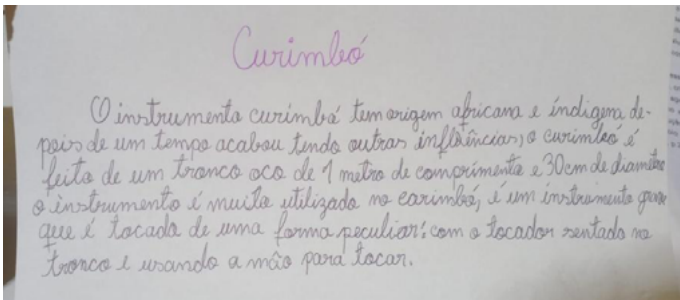 Curimbó
O instrumento curimbó tem origem africana e indígena de-
pois de um tempo acabou tendo outras influências, o curimbó é
feito de um tronco oco de 1 metro de comprimento e 30cm de diametro
o instrumento é muito utilizado no carimbó, é um instrumento grave
que é tocado de uma forma peculiar: com o tocador sentado no
tronco e usando a mão para tocar.